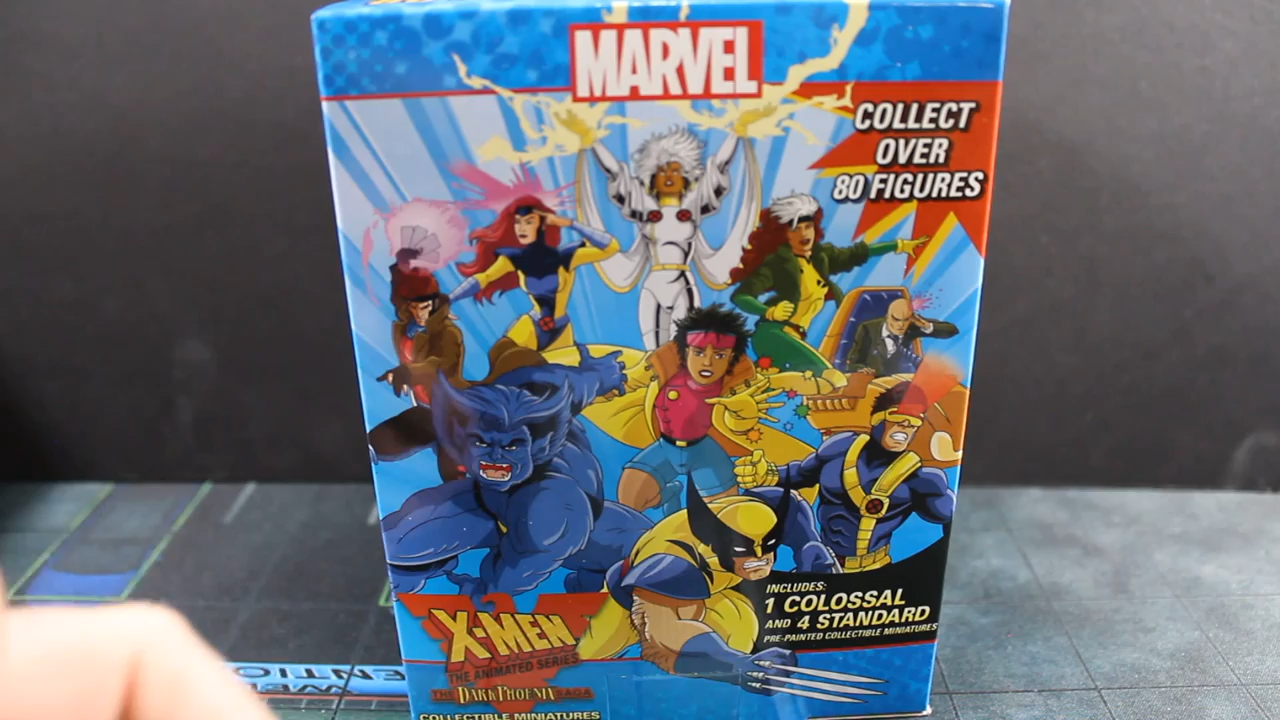 MARVEL
COLLECT
OVER
80 FIGURES
INCLUDES:
1 COLOSSAL
AND 4 STANDARD
PRE-PAINTED COLLECTIBLE MINIATURES
X-MEN
THE ANIMATED SERIES
THE DARK PHOENIX SAGA
COLLECTIBLE MINIATURES